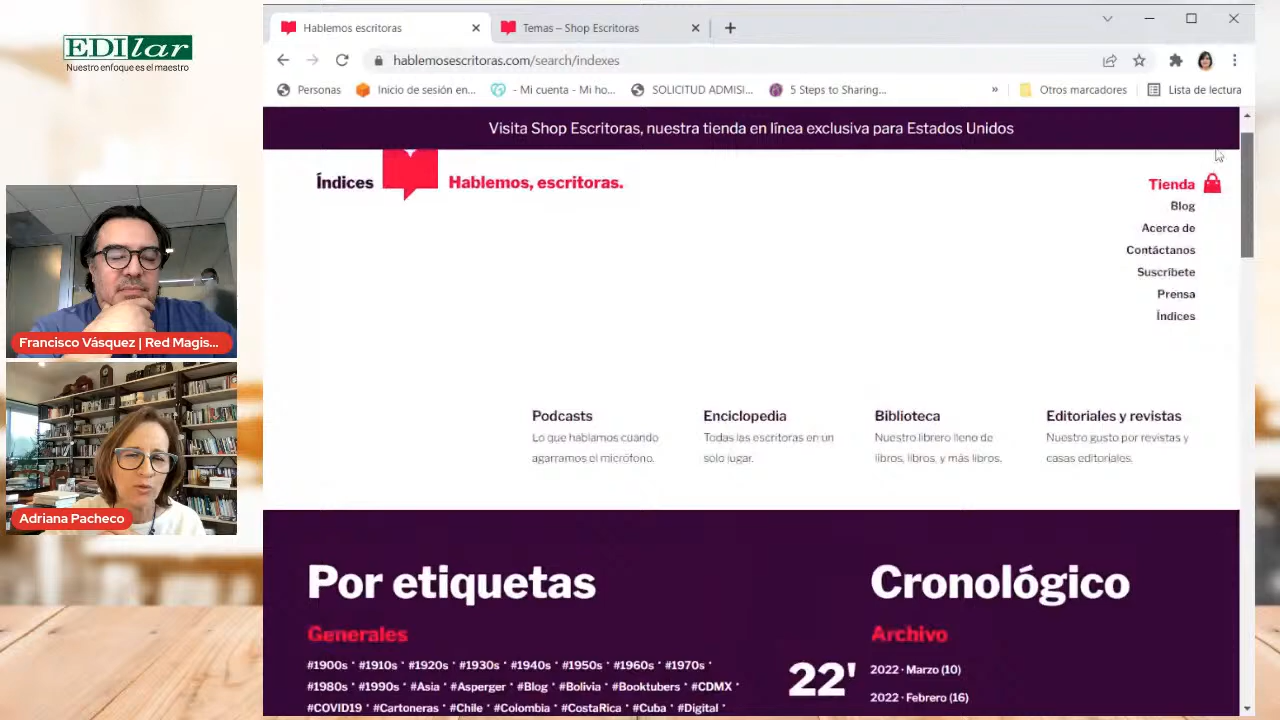 EDIlar
Nuestro enfoque es el maestro
Francisco Vásquez | Red Magis...
Adriana Pacheco
Hablemos escritoras
Temas – Shop Escritoras
hablemosescritoras.com/search/indexes
Personas
Inicio de sesión en...
- Mi cuenta - Mi ho...
SOLICITUD ADMISI...
5 Steps to Sharing...
»
Otros marcadores
Lista de lectura
Visita Shop Escritoras, nuestra tienda en línea exclusiva para Estados Unidos
Índices
Hablemos, escritoras.
Tienda
Blog
Acerca de
Contáctanos
Suscríbete
Prensa
Índices
Podcasts
Lo que hablamos cuando
agarramos el micrófono.
Enciclopedia
Todas las escritoras en un
solo lugar.
Biblioteca
Nuestro librero lleno de
libros, libros, y más libros.
Editoriales y revistas
Nuestro gusto por revistas y
casas editoriales.
Por etiquetas
Generales
#1900s · #1910s · #1920s · #1930s · #1940s · #1950s · #1960s · #1970s ·
#1980s · #1990s · #Asia · #Asperger · #Blog · #Bolivia · #Booktubers · #CDMX ·
#COVID19 · #Cartoneras · #Chile · #Colombia · #CostaRica · #Cuba · #Digital ·
Cronológico
Archivo
22'
2022 · Marzo (10)
2022 · Febrero (16)